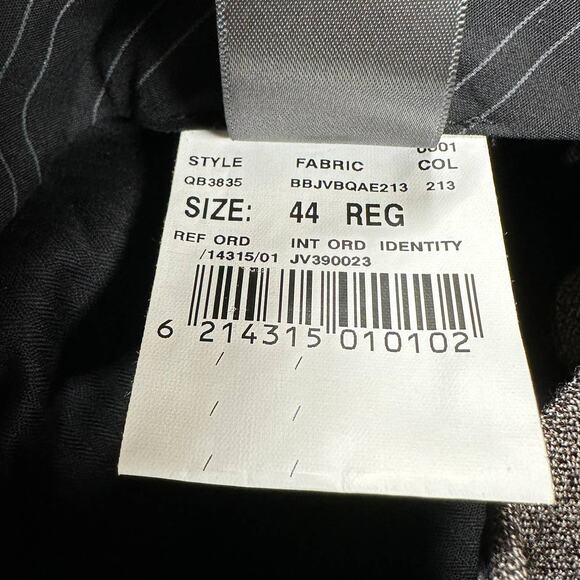 0001
STYLE FABRIC COL
QB3835 BBJVBQAE213 213
SIZE: 44 REG
REF ORD INT ORD IDENTITY
/14315/01 JV390023
6 214315 010102